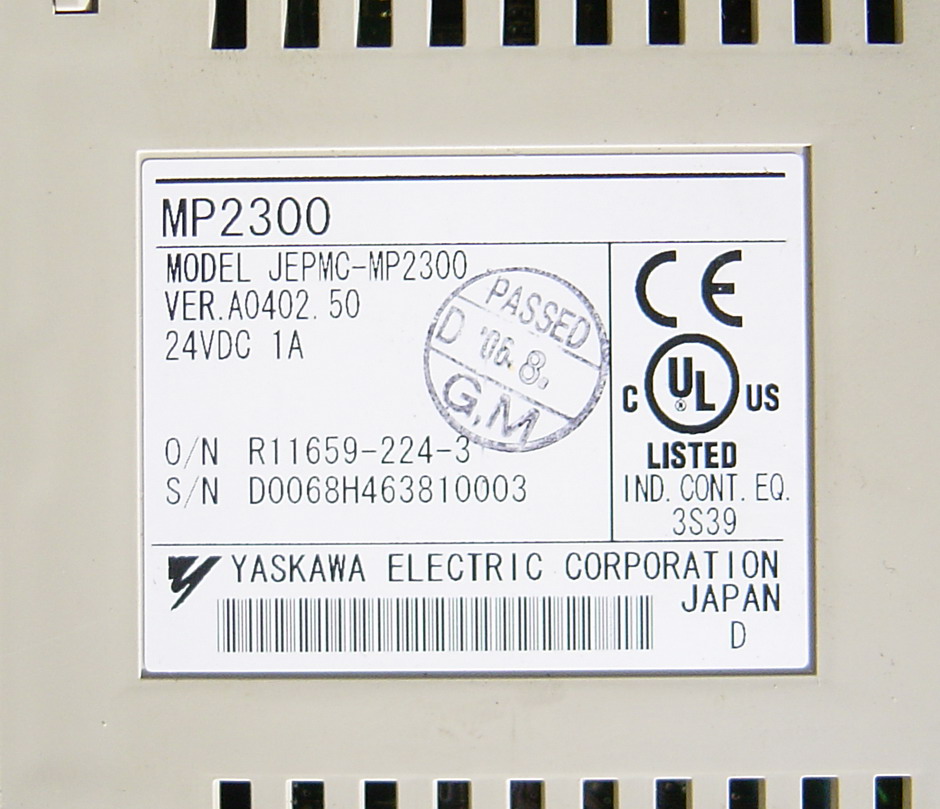 MP2300
MODEL JEPMC-MP2300
VER.A0402.50
24VDC 1A
PASSED
D '06.8.
G.M
O/N R11659-224-3
S/N D0068H463810003
CE
C UL US
®
LISTED
IND. CONT. EQ.
3S39
YASKAWA ELECTRIC CORPORATION
JAPAN
D